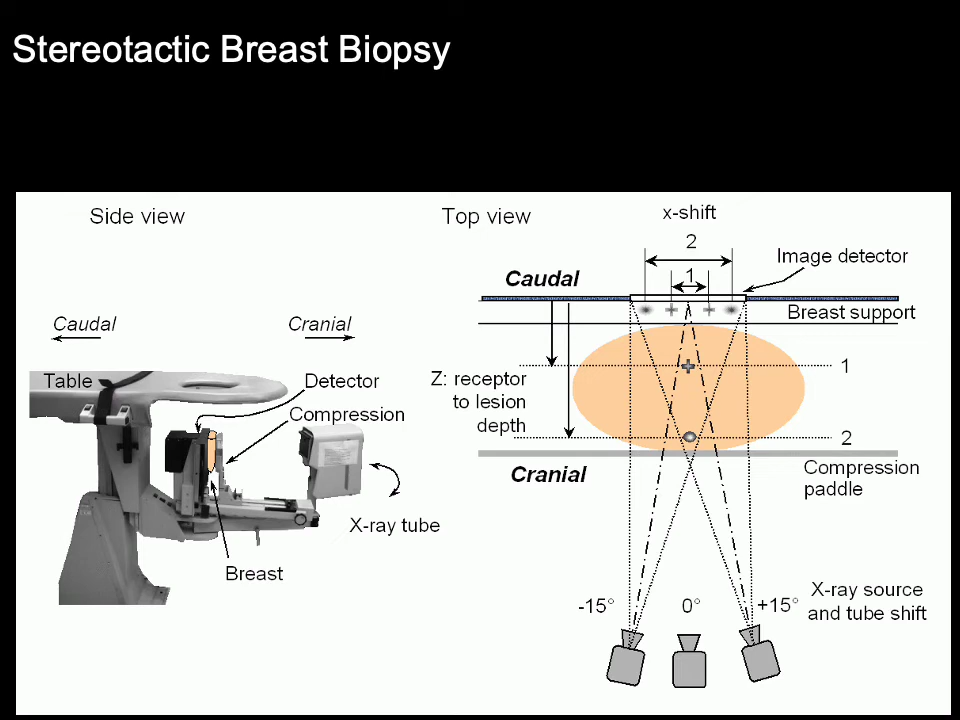 Stereotactic Breast Biopsy
Side view
Caudal
Cranial
Table
Detector
Compression
X-ray tube
Breast
Top view
x-shift
2
1
Image detector
Caudal
Breast support
Z: receptor
to lesion
depth
1
2
Cranial
Compression
paddle
-15°
0°
+15°
X-ray source
and tube shift